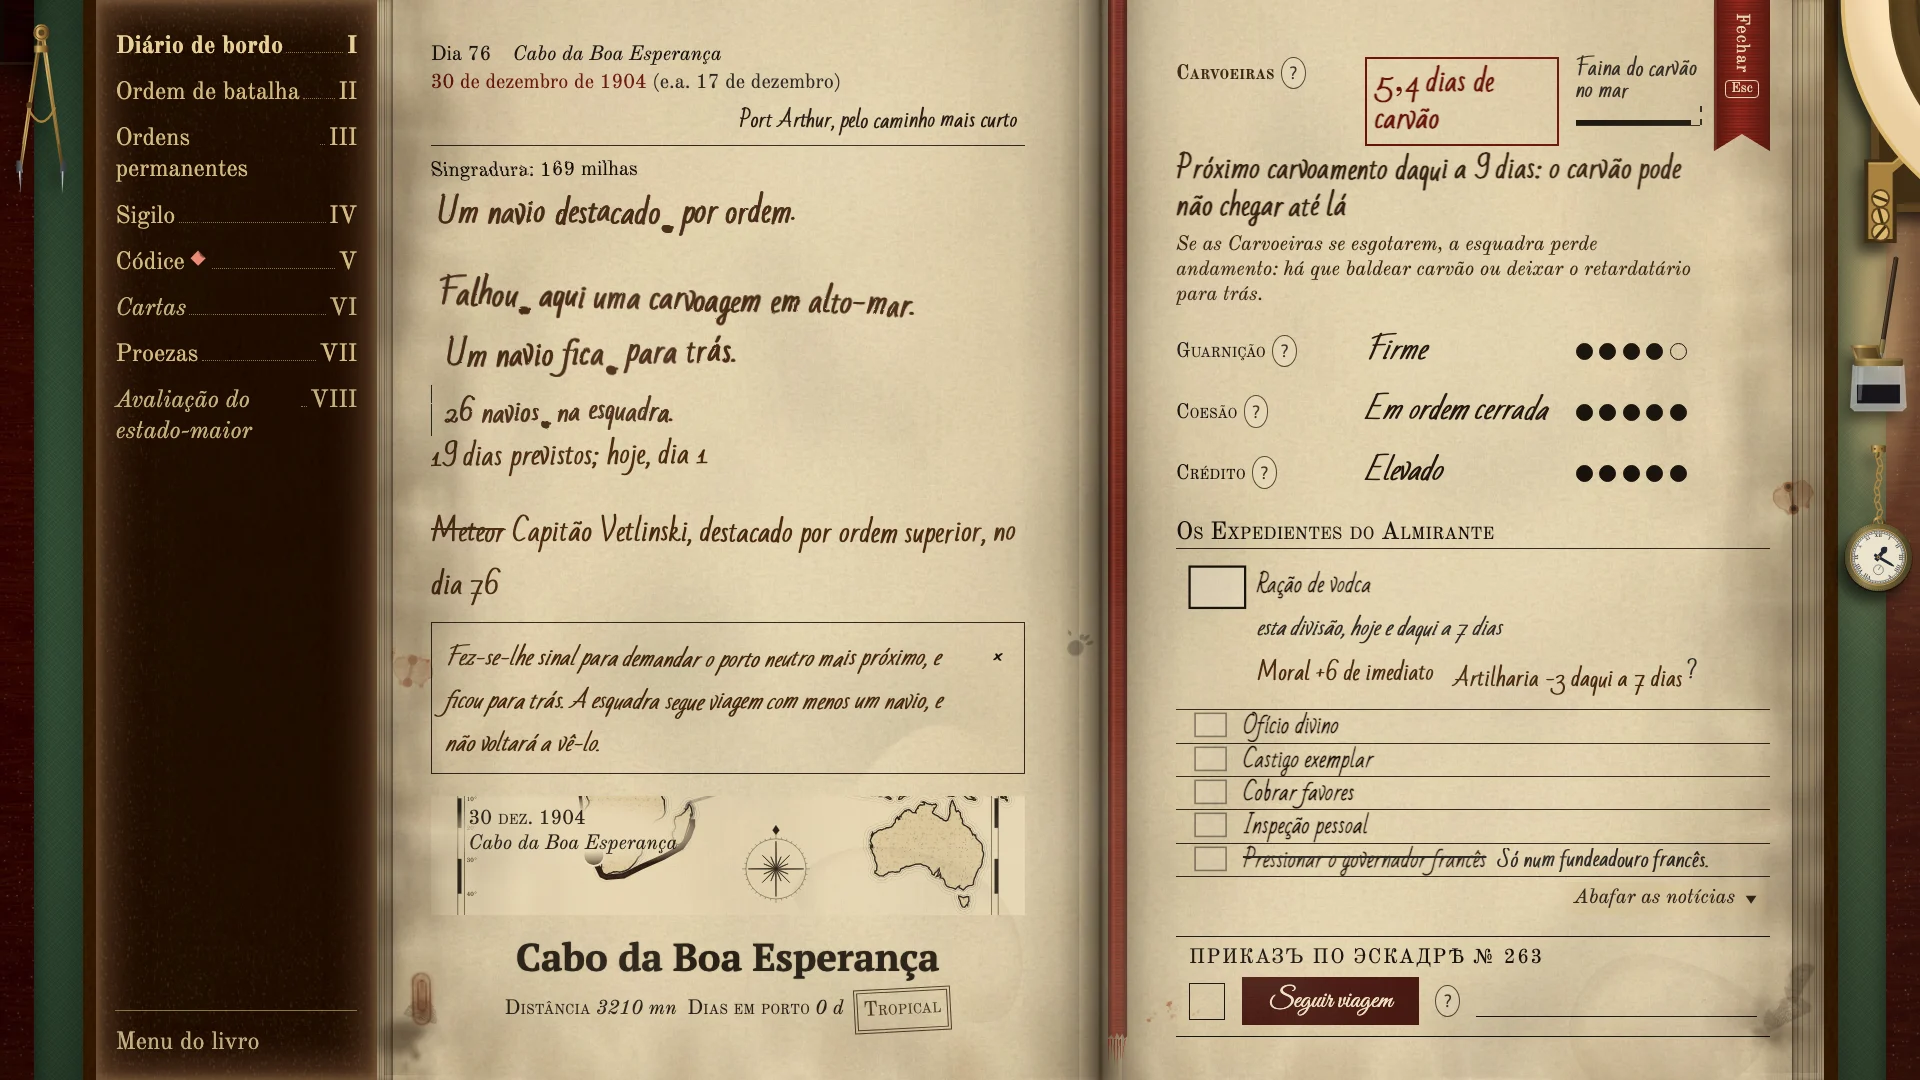 Diário de bordo I
Ordem de batalha II
Ordens permanentes III
Sigilo IV
Códice V
Cartas VI
Proezas VII
Avaliação do estado-maior VIII
Menu do livro
Dia 76 Cabo da Boa Esperança
30 de dezembro de 1904 (e.a. 17 de dezembro)
Port Arthur, pelo caminho mais curto
Singradura: 169 milhas
Um navio destacado por ordem.
Falhou aqui uma carvoagem em alto-mar.
Um navio fica para trás.
26 navios na esquadra.
19 dias previstos; hoje, dia 1
Meteor Capitão Vetlinski, destacado por ordem superior, no
dia 76
Fez-se-lhe sinal para demandar o porto neutro mais próximo, e
ficou para trás. A esquadra segue viagem com menos um navio, e
não voltará a vê-lo.
×
10°
30 DEZ. 1904
Cabo da Boa Esperança
30°
40°
Cabo da Boa Esperança
DISTÂNCIA 3210 mn DIAS EM PORTO 0 d TROPICAL
CARVOEIRAS ?
5,4 dias de
carvão
Faina do carvão
no mar
Próximo carvoamento daqui a 9 dias: o carvão pode
não chegar até lá
Se as Carvoeiras se esgotarem, a esquadra perde
andamento: há que baldear carvão ou deixar o retardatário
para trás.
GUARNIÇÃO ? Firme
COESÃO ? Em ordem cerrada
CRÉDITO ? Elevado
OS EXPEDIENTES DO ALMIRANTE
Ração de vodca
esta divisão, hoje e daqui a 7 dias
Moral +6 de imediato Artilharia -3 daqui a 7 dias ?
Ofício divino
Castigo exemplar
Cobrar favores
Inspeção pessoal
Pressionar o governador francês Só num fundeadouro francês.
Abafar as notícias ▼
ПРИКАЗЪ ПО ЭСКАДРѢ № 263
Seguir viagem ?
Fechar
Esc